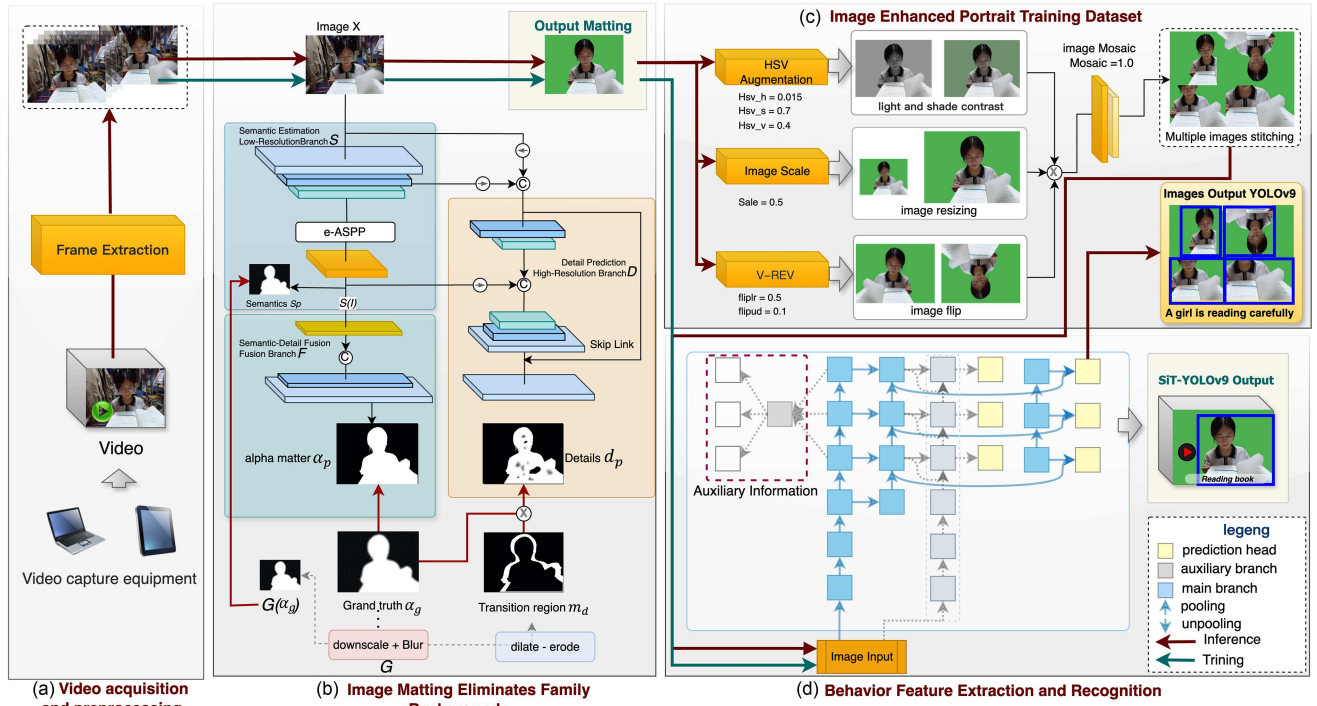 Frame Extraction
Video
Video capture equipment
(a) Video acquisition
and preprocessing
Image X
Output Matting
Semantic Estimation
Low-ResolutionBranch S
C
e-ASPP
Semantics Sp
S(I)
Detail Prediction
High-Resolution Branch D
C
Skip Link
Semantic-Detail Fusion
Fusion Branch F
C
alpha matter αp
Details dp
X
G(αg)
Grand truth αg
Transition region md
downscale + Blur
G
dilate - erode
(b) Image Matting Eliminates Family
Background
(c) Image Enhanced Portrait Training Dataset
HSV
Augmentation
Hsv_h = 0.015
Hsv_s = 0.7
Hsv_v = 0.4
light and shade contrast
Image Scale
Sale = 0.5
image resizing
V-REV
fliplr = 0.5
flipud = 0.1
image flip
X
image Mosaic
Mosaic =1.0
Multiple images stitching
Images Output YOLOv9
A girl is reading carefully
Auxiliary Information
Image Input
SiT-YOLOv9 Output
Reading book
legeng
prediction head
auxiliary branch
main branch
pooling
unpooling
Inference
Trining
(d) Behavior Feature Extraction and Recognition